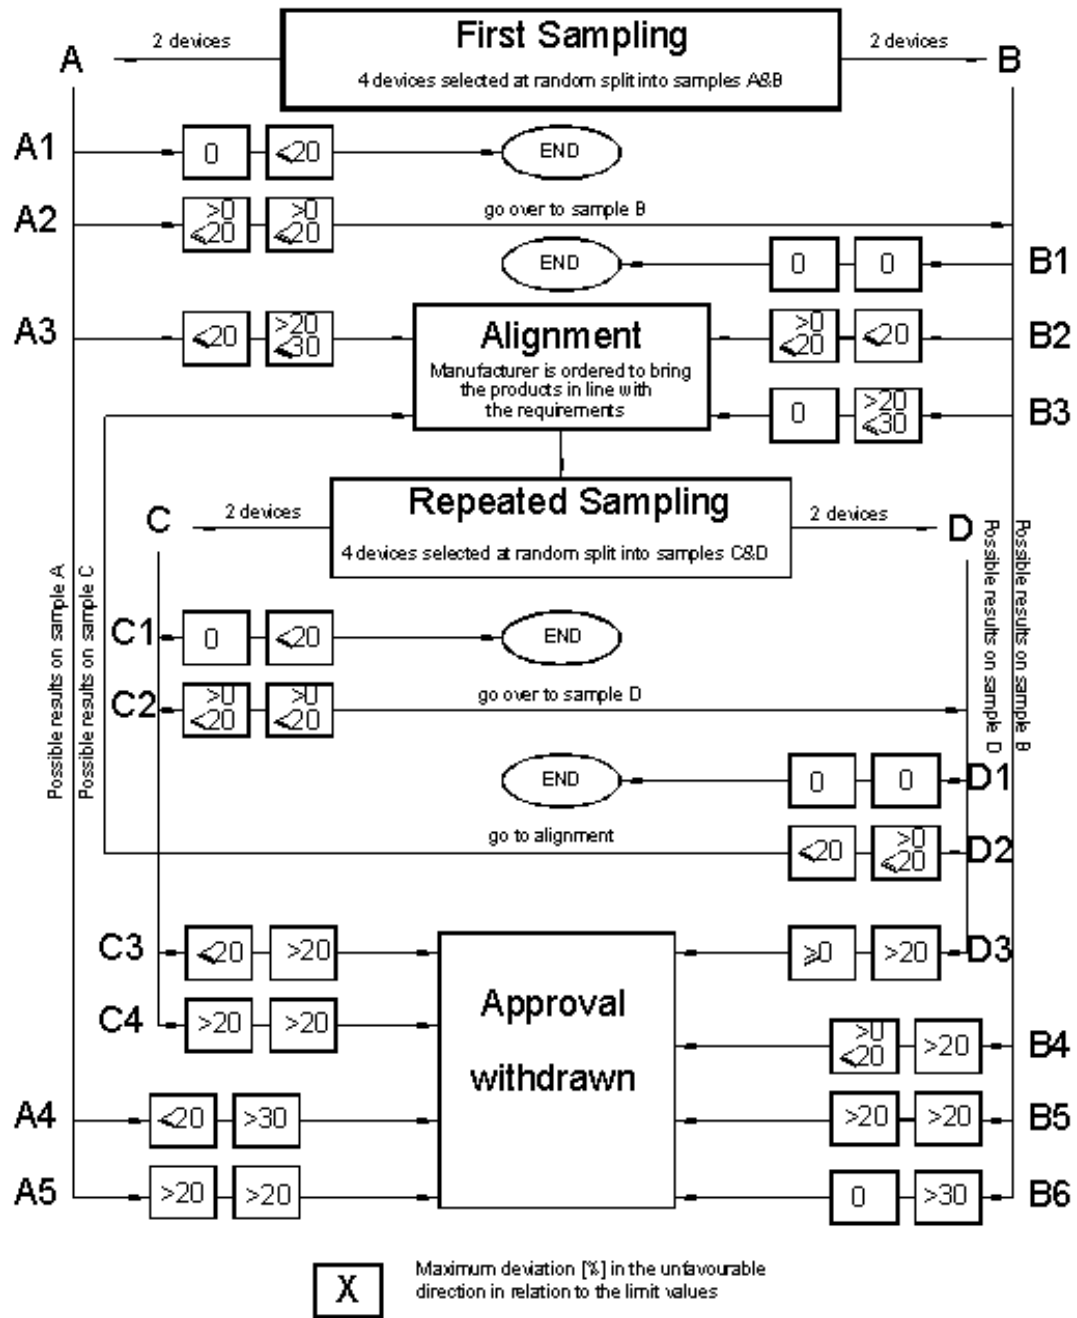 First Sampling
4 devices selected at random split into samples A&B
A
2 devices
2 devices
B
A1
0
≤20
END
A2
>0
≤20
>0
≤20
go over to sample B
END
0
0
B1
A3
≤20
>20
≤30
Alignment
Manufacturer is ordered to bring
the products in line with
the requirements
>0
≤20
≤20
B2
0
>20
≤30
B3
Repeated Sampling
4 devices selected at random split into samples C&D
C
2 devices
2 devices
D
Possible results on sample A
Possible results on sample C
Possible results on sample D
Possible results on sample B
C1
0
≤20
END
C2
>0
≤20
>0
≤20
go over to sample D
END
0
0
D1
go to alignment
≤20
>0
≤20
D2
C3
≤20
>20
Approval
withdrawn
≥0
>20
D3
C4
>20
>20
>0
≤20
>20
B4
A4
≤20
>30
>20
>20
B5
A5
>20
>20
0
>30
B6
X
Maximum deviation [%] in the unfavourable
direction in relation to the limit values